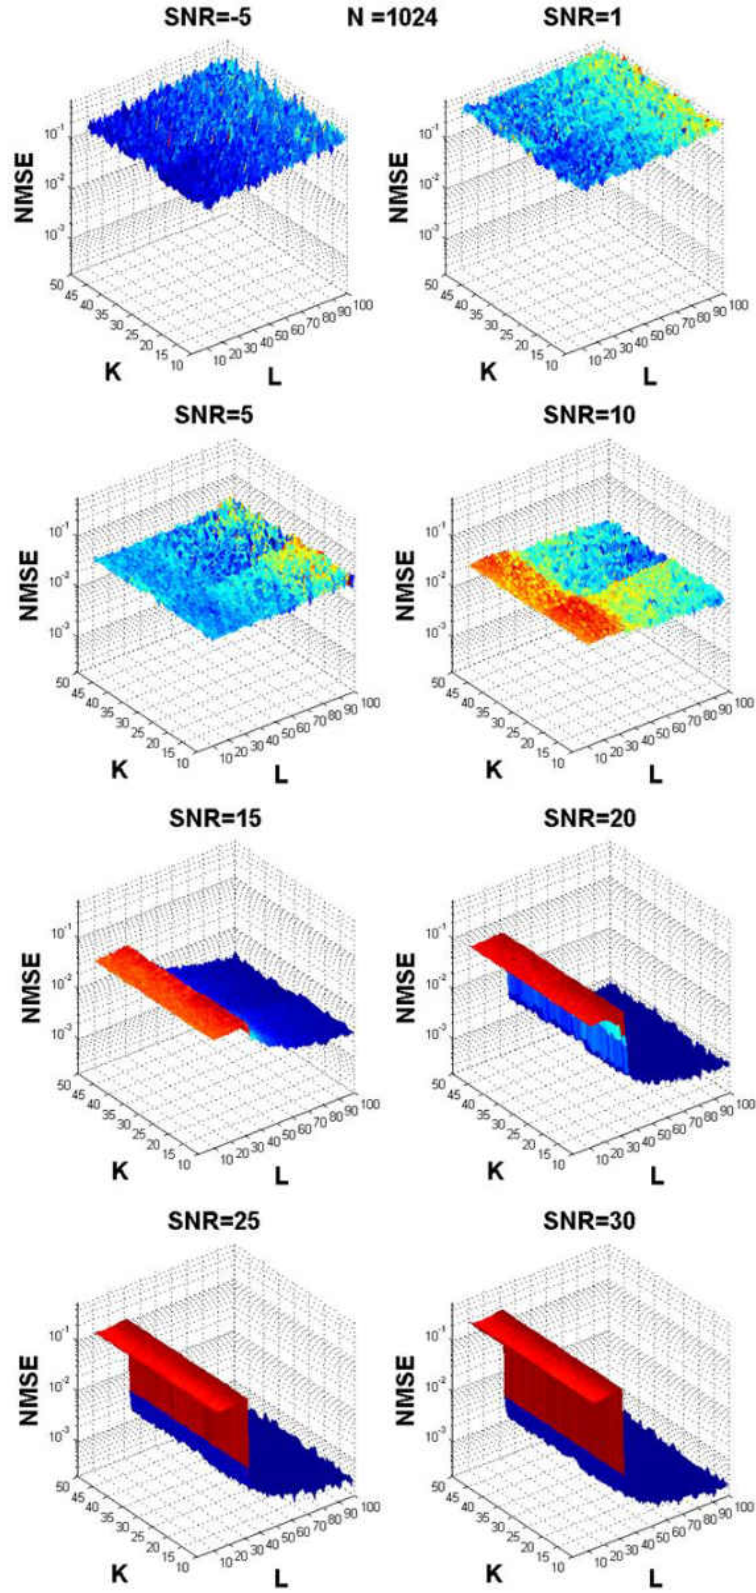 SNR=-5 N =1024 SNR=1
NMSE 10⁻¹ 10⁻² 10⁻³ 50 45 40 35 30 25 20 15 10 K 10 20 30 40 50 60 70 80 90 100 L
NMSE 10⁻¹ 10⁻² 10⁻³ 50 45 40 35 30 25 20 15 10 K 10 20 30 40 50 60 70 80 90 100 L
SNR=5 SNR=10
NMSE 10⁻¹ 10⁻² 10⁻³ 50 45 40 35 30 25 20 15 10 K 10 20 30 40 50 60 70 80 90 100 L
NMSE 10⁻¹ 10⁻² 10⁻³ 50 45 40 35 30 25 20 15 10 K 10 20 30 40 50 60 70 80 90 100 L
SNR=15 SNR=20
NMSE 10⁻¹ 10⁻² 10⁻³ 50 45 40 35 30 25 20 15 10 K 10 20 30 40 50 60 70 80 90 100 L
NMSE 10⁻¹ 10⁻² 10⁻³ 50 45 40 35 30 25 20 15 10 K 10 20 30 40 50 60 70 80 90 100 L
SNR=25 SNR=30
NMSE 10⁻¹ 10⁻² 10⁻³ 50 45 40 35 30 25 20 15 10 K 10 20 30 40 50 60 70 80 90 100 L
NMSE 10⁻¹ 10⁻² 10⁻³ 50 45 40 35 30 25 20 15 10 K 10 20 30 40 50 60 70 80 90 100 L